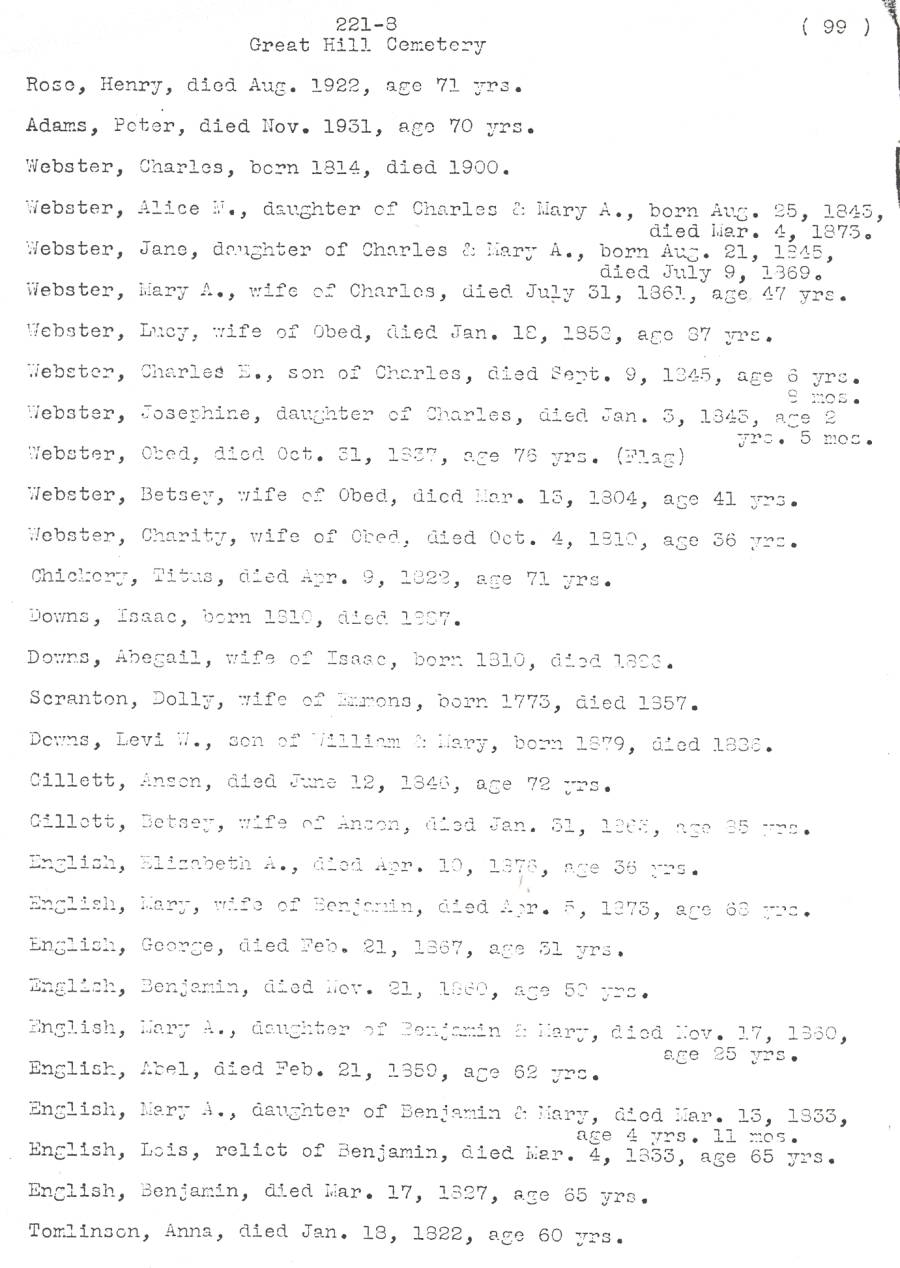 221-8
( 99 )
Great Hill Cemetery
Rose, Henry, died Aug. 1922, age 71 yrs.
Adams, Peter, died Nov. 1931, age 70 yrs.
Webster, Charles, born 1814, died 1900.
Webster, Alice, daughter of Charles & Mary A., born Aug. 25, 1843,
died Mar. 4, 1873.
Webster, Jane, daughter of Charles & Mary A., born Aug. 21, 1845,
died July 9, 1869.
Webster, Mary A., wife of Charles, died July 31, 1861, age 47 yrs.
Webster, Lucy, wife of Obed, died Jan. age 87 yrs.
Webster, Charles E., son of Charles, died Sept. 9, 1845, age 6 yrs.
mos.
Webster, Josephine, daughter of Charles, died Jan. 3, 1843, age 2
yrs. 5 mos.
Webster, Obed, died Oct. 31, 1837, age 76 yrs. (Flag)
Webster, Betsey, wife of Obed, died Mar. 13, 1804, age 41 yrs.
Webster, Charity, wife of Obed, died Oct. 4, 1810, age 36 yrs.
Chickery, Titus, died Apr. 9, age 71 yrs.
Downs, Isaac, born 1810, died
Downs, Abegail, wife of Isaac, born 1810, died
Scranton, Dolly, wife of born 1773, died 1857.
Downs, Levi W., son of William & Mary, born 1879, died
Gillett, Anson, died June 12, 1846, age 72 yrs.
Gillett, Betsey, wife of Anson, died Jan. 31, age yrs.
English, Elizabeth A., died Apr. 10, 1876, age 36 yrs.
English, Mary, wife of Benjamin, died Apr. 5, 1873, age 68 yrs.
English, George, died Feb. 21, 1867, age 31 yrs.
English, Benjamin, died Nov. 21, 1860, age yrs.
English, Mary A., daughter of Benjamin & Mary, died Nov. 17, 1860,
age 25 yrs.
English, Abel, died Feb. 21, 1859, age 62 yrs.
English, Mary A., daughter of Benjamin & Mary, died Mar. 13, 1833,
age 4 yrs. 11 mos.
English, Lois, relict of Benjamin, died Mar. 4, 1833, age 65 yrs.
English, Benjamin, died Mar. 17, 1827, age 65 yrs.
Tomlinson, Anna, died Jan. 18, 1822, age 60 yrs.